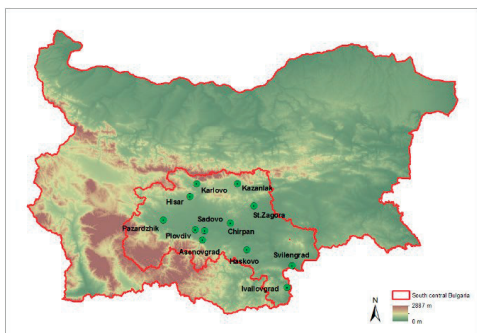 Karlovo
Kazanlak
Hisar
St.Zagora
Pazardzhik
Sadovo
Plovdiv
Chirpan
Asenovgrad
Haskovo
Svilengrad
Ivailovgrad
N
South central Bulgaria
2887 m
0 m